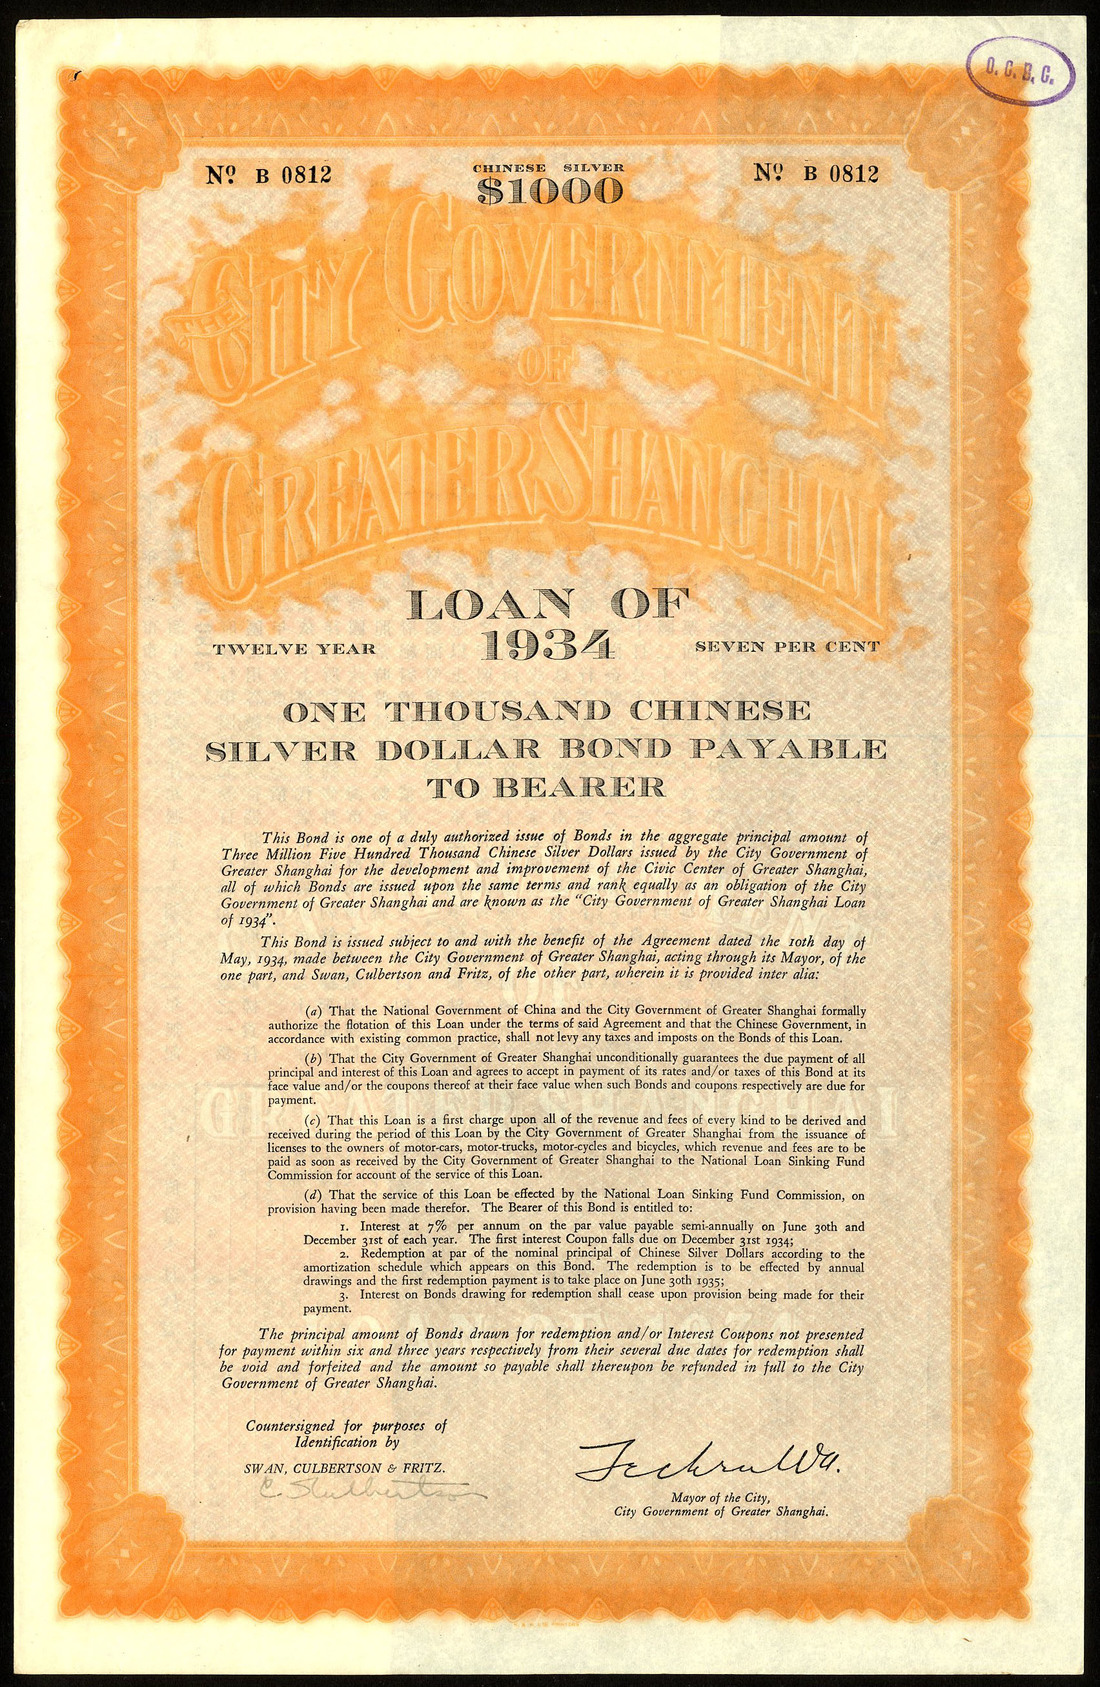 O. C. B. C.
Nº B 0812
CHINESE SILVER
$1000
Nº B 0812
THE CITY GOVERNMENT
OF
GREATER SHANGHAI
LOAN OF
1934
TWELVE YEAR
SEVEN PER CENT
ONE THOUSAND CHINESE
SILVER DOLLAR BOND PAYABLE
TO BEARER
This Bond is one of a duly authorized issue of Bonds in the aggregate principal amount of
Three Million Five Hundred Thousand Chinese Silver Dollars issued by the City Government of
Greater Shanghai for the development and improvement of the Civic Center of Greater Shanghai,
all of which Bonds are issued upon the same terms and rank equally as an obligation of the City
Government of Greater Shanghai and are known as the “City Government of Greater Shanghai Loan
of 1934”.
This Bond is issued subject to and with the benefit of the Agreement dated the 10th day of
May, 1934, made between the City Government of Greater Shanghai, acting through its Mayor, of the
one part, and Swan, Culbertson and Fritz, of the other part, wherein it is provided inter alia:
(a) That the National Government of China and the City Government of Greater Shanghai formally
authorize the flotation of this Loan under the terms of said Agreement and that the Chinese Government, in
accordance with existing common practice, shall not levy any taxes and imposts on the Bonds of this Loan.
(b) That the City Government of Greater Shanghai unconditionally guarantees the due payment of all
principal and interest of this Loan and agrees to accept in payment of its rates and/or taxes of this Bond at its
face value and/or the coupons thereof at their face value when such Bonds and coupons respectively are due for
payment.
(c) That this Loan is a first charge upon all of the revenue and fees of every kind to be derived and
received during the period of this Loan by the City Government of Greater Shanghai from the issuance of
licenses to the owners of motor-cars, motor-trucks, motor-cycles and bicycles, which revenue and fees are to be
paid as soon as received by the City Government of Greater Shanghai to the National Loan Sinking Fund
Commission for account of the service of this Loan.
(d) That the service of this Loan be effected by the National Loan Sinking Fund Commission, on
provision having been made therefor. The Bearer of this Bond is entitled to:
1. Interest at 7% per annum on the par value payable semi-annually on June 30th and
December 31st of each year. The first interest Coupon falls due on December 31st 1934;
2. Redemption at par of the nominal principal of Chinese Silver Dollars according to the
amortization schedule which appears on this Bond. The redemption is to be effected by annual
drawings and the first redemption payment is to take place on June 30th 1935;
3. Interest on Bonds drawing for redemption shall cease upon provision being made for their
payment.
The principal amount of Bonds drawn for redemption and/or Interest Coupons not presented
for payment within six and three years respectively from their several due dates for redemption shall
be void and forfeited and the amount so payable shall thereupon be refunded in full to the City
Government of Greater Shanghai.
Countersigned for purposes of
Identification by
SWAN, CULBERTSON & FRITZ.
Mayor of the City,
City Government of Greater Shanghai.